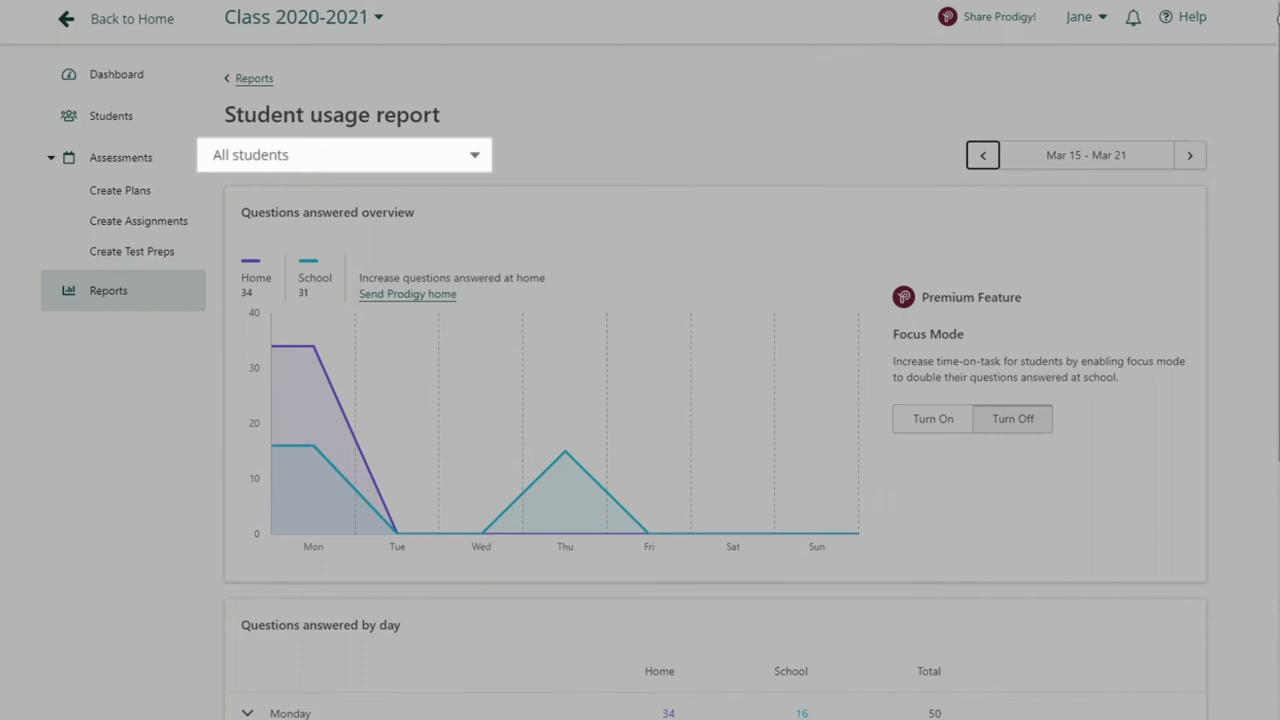 Back to Home
Class 2020-2021
Share Prodigy!
Jane
Help
Dashboard
Students
Assessments
Create Plans
Create Assignments
Create Test Preps
Reports
Reports
Student usage report
All students
Mar 15 - Mar 21
Questions answered overview
Home
34
School
31
Increase questions answered at home
Send Prodigy home
40
30
20
10
0
Mon Tue Wed Thu Fri Sat Sun
Premium Feature
Focus Mode
Increase time-on-task for students by enabling focus mode
to double their questions answered at school.
Turn On
Turn Off
Questions answered by day
Home School Total
Monday 34 16 50